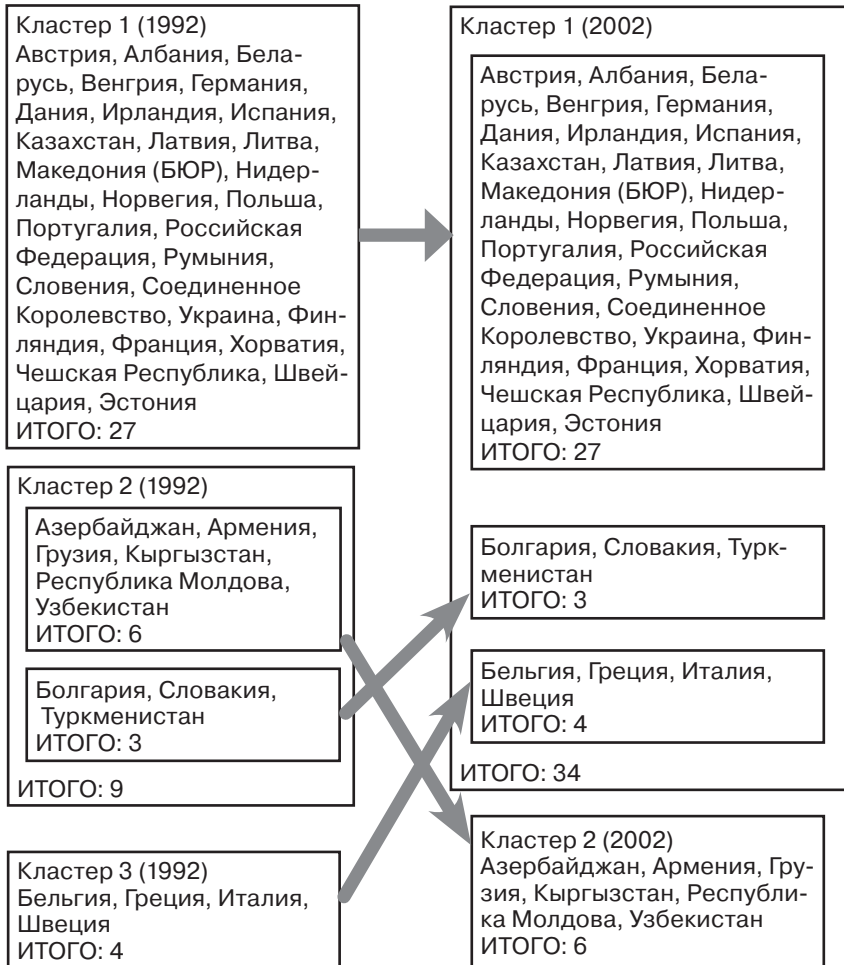 Кластер 1 (1992)
Австрия, Албания, Бела-
русь, Венгрия, Германия,
Дания, Ирландия, Испания,
Казахстан, Латвия, Литва,
Македония (БЮР), Нидер-
ланды, Норвегия, Польша,
Португалия, Российская
Федерация, Румыния,
Словения, Соединенное
Королевство, Украина, Фин-
ляндия, Франция, Хорватия,
Чешская Республика, Швей-
цария, Эстония
ИТОГО: 27
Кластер 2 (1992)
Азербайджан, Армения,
Грузия, Кыргызстан,
Республика Молдова,
Узбекистан
ИТОГО: 6
Болгария, Словакия,
Туркменистан
ИТОГО: 3
ИТОГО: 9
Кластер 3 (1992)
Бельгия, Греция, Италия,
Швеция
ИТОГО: 4
Кластер 1 (2002)
Австрия, Албания, Бела-
русь, Венгрия, Германия,
Дания, Ирландия, Испания,
Казахстан, Латвия, Литва,
Македония (БЮР), Нидер-
ланды, Норвегия, Польша,
Португалия, Российская
Федерация, Румыния,
Словения, Соединенное
Королевство, Украина, Фин-
ляндия, Франция, Хорватия,
Чешская Республика, Швей-
цария, Эстония
ИТОГО: 27
Болгария, Словакия, Турк-
менистан
ИТОГО: 3
Бельгия, Греция, Италия,
Швеция
ИТОГО: 4
ИТОГО: 34
Кластер 2 (2002)
Азербайджан, Армения, Гру-
зия, Кыргызстан, Республи-
ка Молдова, Узбекистан
ИТОГО: 6